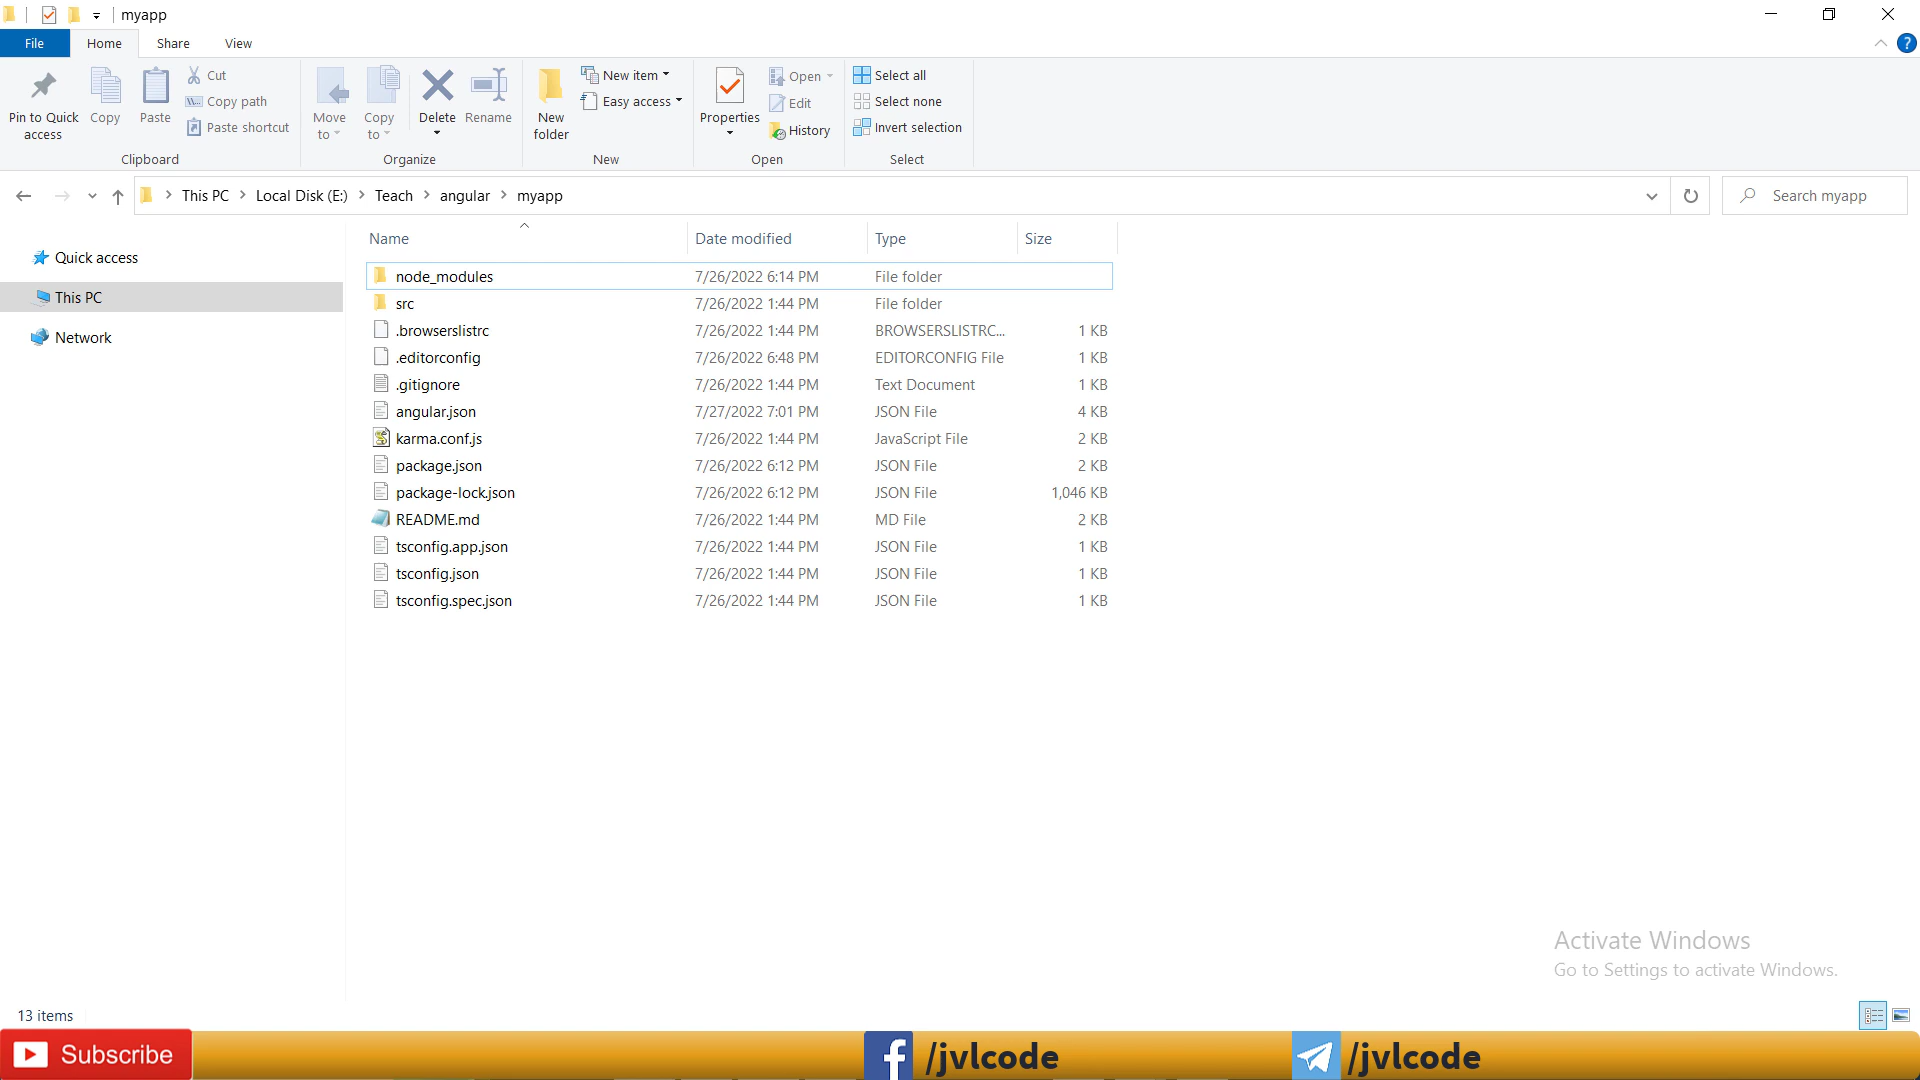 myapp
File Home Share View
Pin to Quick access
Copy
Paste
Cut
Copy path
Paste shortcut
Clipboard
Move to
Copy to
Delete
Rename
Organize
New folder
New item
Easy access
New
Properties
Open
Edit
History
Open
Select all
Select none
Invert selection
Select
This PC Local Disk (E:) Teach angular myapp
Search myapp
Quick access
This PC
Network
Name Date modified Type Size
node_modules 7/26/2022 6:14 PM File folder
src 7/26/2022 1:44 PM File folder
.browserslistrc 7/26/2022 1:44 PM BROWSERSLISTRC... 1 KB
.editorconfig 7/26/2022 6:48 PM EDITORCONFIG File 1 KB
.gitignore 7/26/2022 1:44 PM Text Document 1 KB
angular.json 7/27/2022 7:01 PM JSON File 4 KB
karma.conf.js 7/26/2022 1:44 PM JavaScript File 2 KB
package.json 7/26/2022 6:12 PM JSON File 2 KB
package-lock.json 7/26/2022 6:12 PM JSON File 1,046 KB
README.md 7/26/2022 1:44 PM MD File 2 KB
tsconfig.app.json 7/26/2022 1:44 PM JSON File 1 KB
tsconfig.json 7/26/2022 1:44 PM JSON File 1 KB
tsconfig.spec.json 7/26/2022 1:44 PM JSON File 1 KB
Activate Windows
Go to Settings to activate Windows.
13 items
Subscribe
/jvlcode
/jvlcode